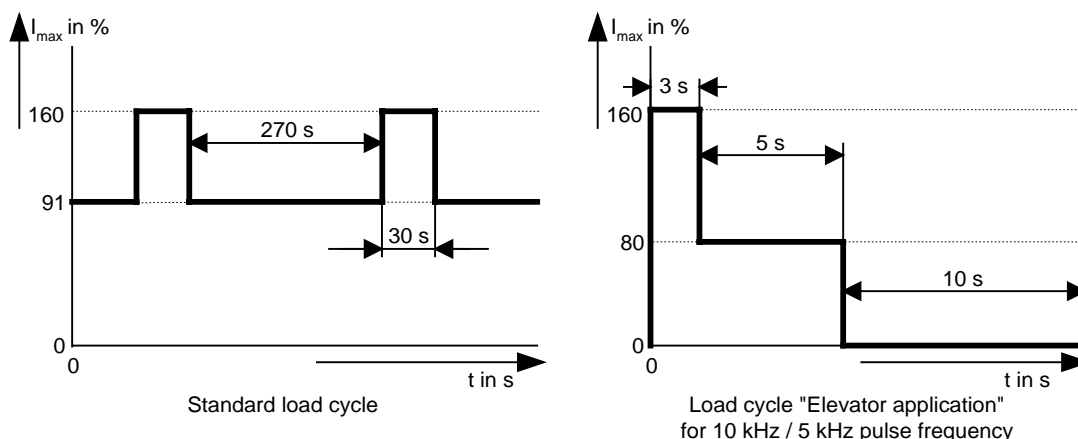 I_max in %
160
270 s
91
30 s
0
0
t in s
Standard load cycle
I_max in %
3 s
160
5 s
80
10 s
0
0
t in s
Load cycle "Elevator application"
for 10 kHz / 5 kHz pulse frequency